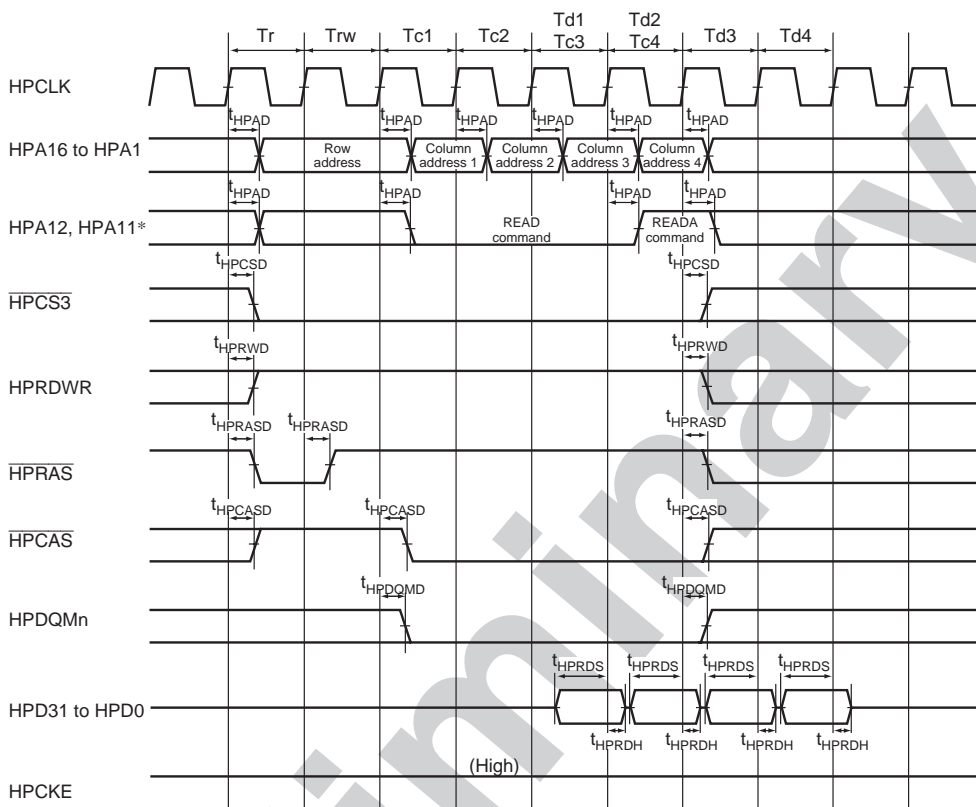 Td1 Td2
Tr Trw Tc1 Tc2 Tc3 Tc4 Td3 Td4
HPCLK
tHPAD tHPAD tHPAD tHPAD tHPAD tHPAD
HPA16 to HPA1
Row address Column address 1 Column address 2 Column address 3 Column address 4
tHPAD tHPAD tHPAD tHPAD
HPA12, HPA11*
READ command READA command
tHPCSD tHPCSD
HPCS3
tHPRWD tHPRWD
HPRDWR
tHPRASD tHPRASD tHPRASD
HPRAS
tHPCASD tHPCASD tHPCASD
HPCAS
tHPDQMD tHPDQMD
HPDQMn
tHPRDS tHPRDS tHPRDS tHPRDS
HPD31 to HPD0
tHPRDH tHPRDH tHPRDH tHPRDH
(High)
HPCKE
iminary